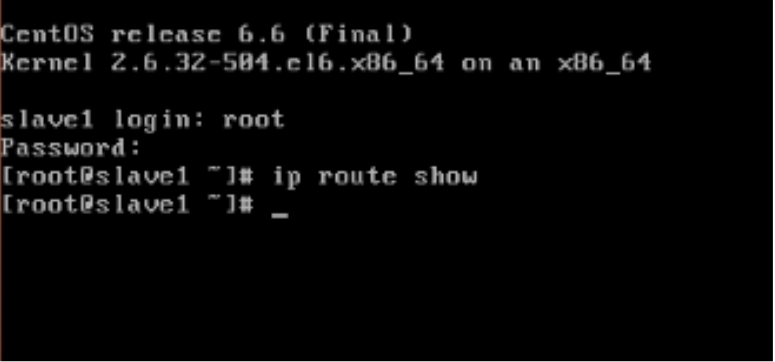 CentOS release 6.6 (Final)
Kernel 2.6.32-504.el6.x86_64 on an x86_64
slave1 login: root
Password:
[root@slave1 ~]# ip route show
[root@slave1 ~]# _